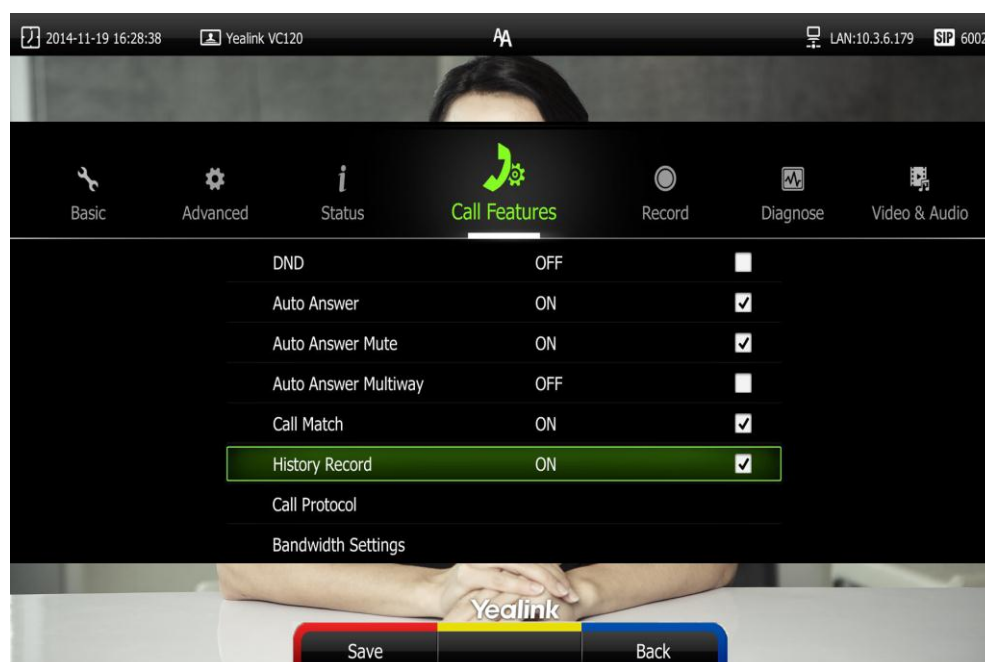 2014-11-19 16:28:38 Yealink VC120 AA LAN:10.3.6.179 SIP 6002
Basic Advanced Status Call Features Record Diagnose Video & Audio
DND OFF
Auto Answer ON
Auto Answer Mute ON
Auto Answer Multiway OFF
Call Match ON
History Record ON
Call Protocol
Bandwidth Settings
Yealink
Save Back